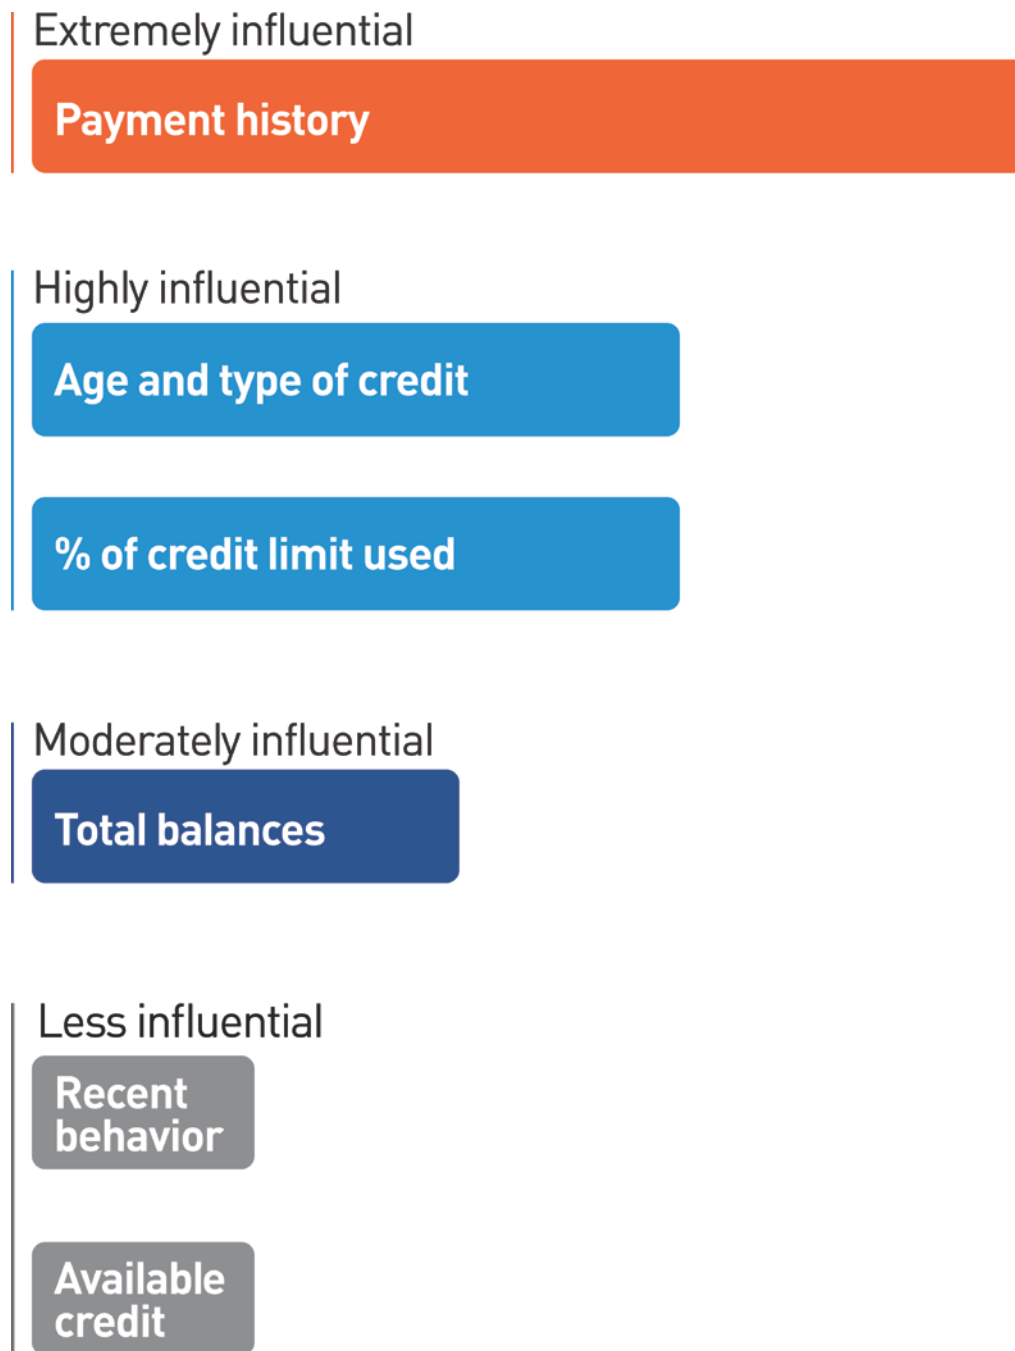 Extremely influential
Payment history
Highly influential
Age and type of credit
% of credit limit used
Moderately influential
Total balances
Less influential
Recent
behavior
Available
credit